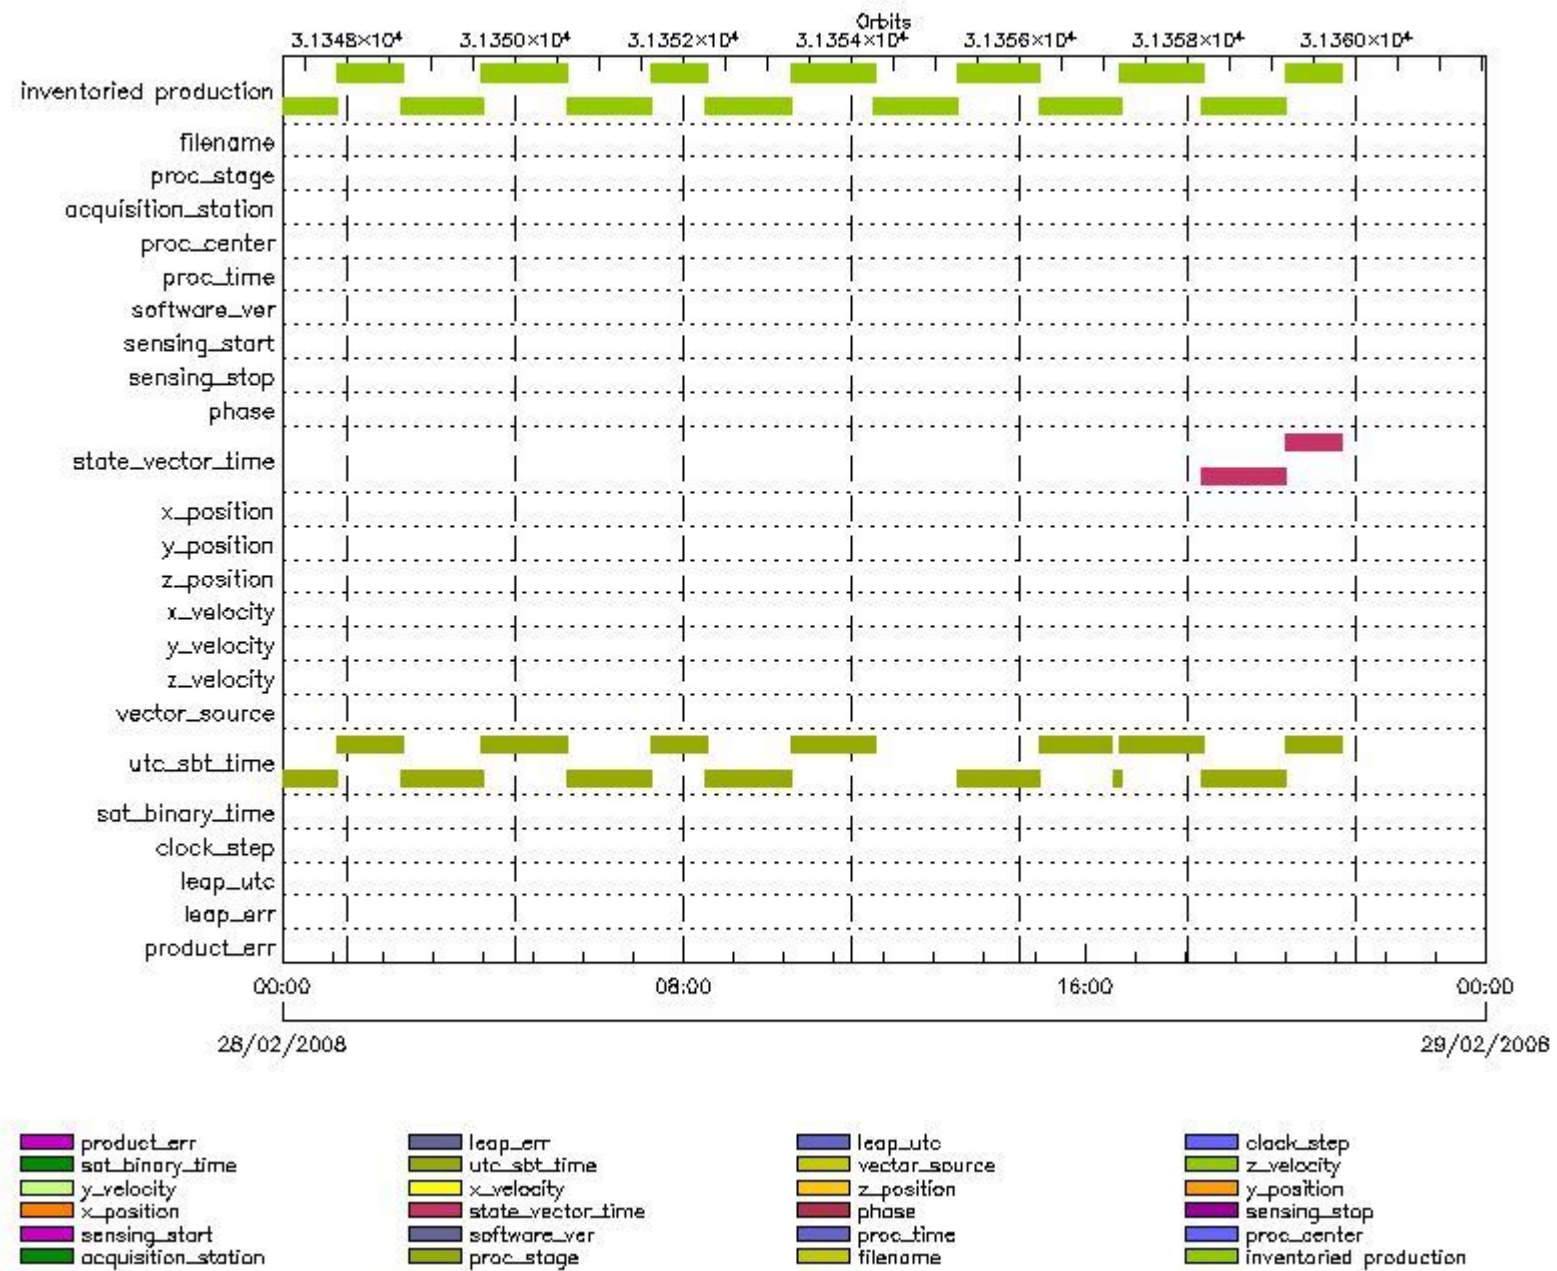 Orbits
3.1348×10⁴ 3.1350×10⁴ 3.1352×10⁴ 3.1354×10⁴ 3.1356×10⁴ 3.1358×10⁴ 3.1360×10⁴
inventoried production
filename
proc_stage
acquisition_station
proc_center
proc_time
software_ver
sensing_start
sensing_stop
phase
state_vector_time
x_position
y_position
z_position
x_velocity
y_velocity
z_velocity
vector_source
utc_sbt_time
sat_binary_time
clock_step
leap_utc
leap_err
product_err
00:00 08:00 16:00 00:00
28/02/2008 29/02/2008
product_err leap_err leap_utc clock_step
sat_binary_time utc_sbt_time vector_source z_velocity
y_velocity x_velocity z_position y_position
x_position state_vector_time phase sensing_stop
sensing_start software_ver proc_time proc_center
acquisition_station proc_stage filename inventoried production